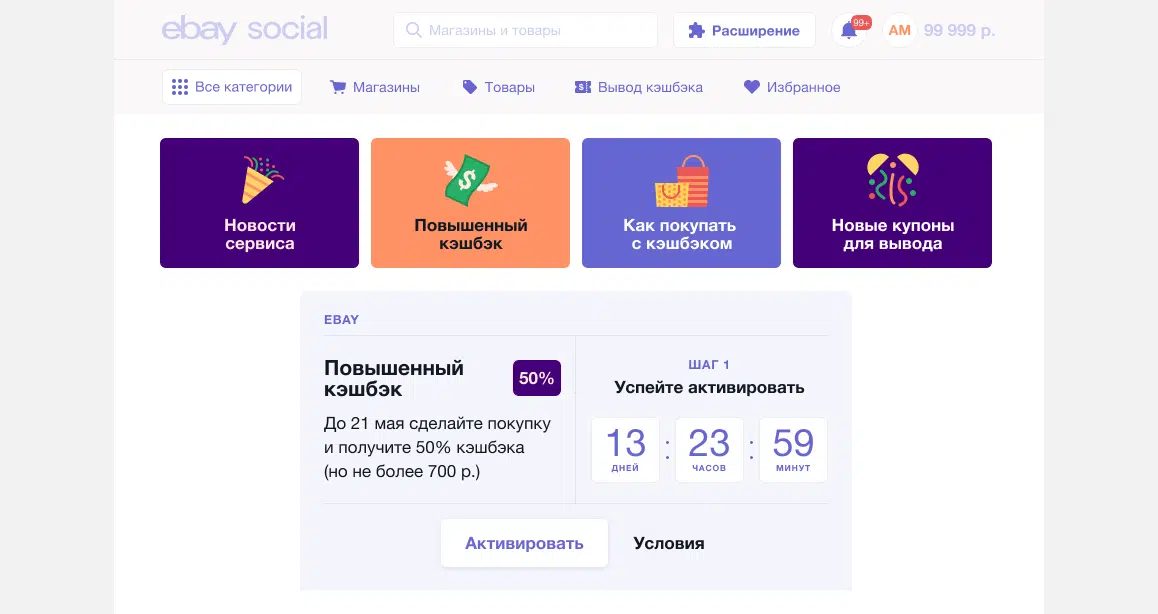 ebay social
Магазины и товары
Расширение
99+
АМ
99 999 р.
Все категории
Магазины
Товары
$
Вывод кэшбэка
Избранное
$
Новости
сервиса
Повышенный
кэшбэк
Как покупать
с кэшбэком
Новые купоны
для вывода
EBAY
Повышенный
кэшбэк
50%
До 21 мая сделайте покупку
и получите 50% кэшбэка
(но не более 700 р.)
ШАГ 1
Успейте активировать
13 : 23 : 59
ДНЕЙ ЧАСОВ МИНУТ
Активировать
Условия